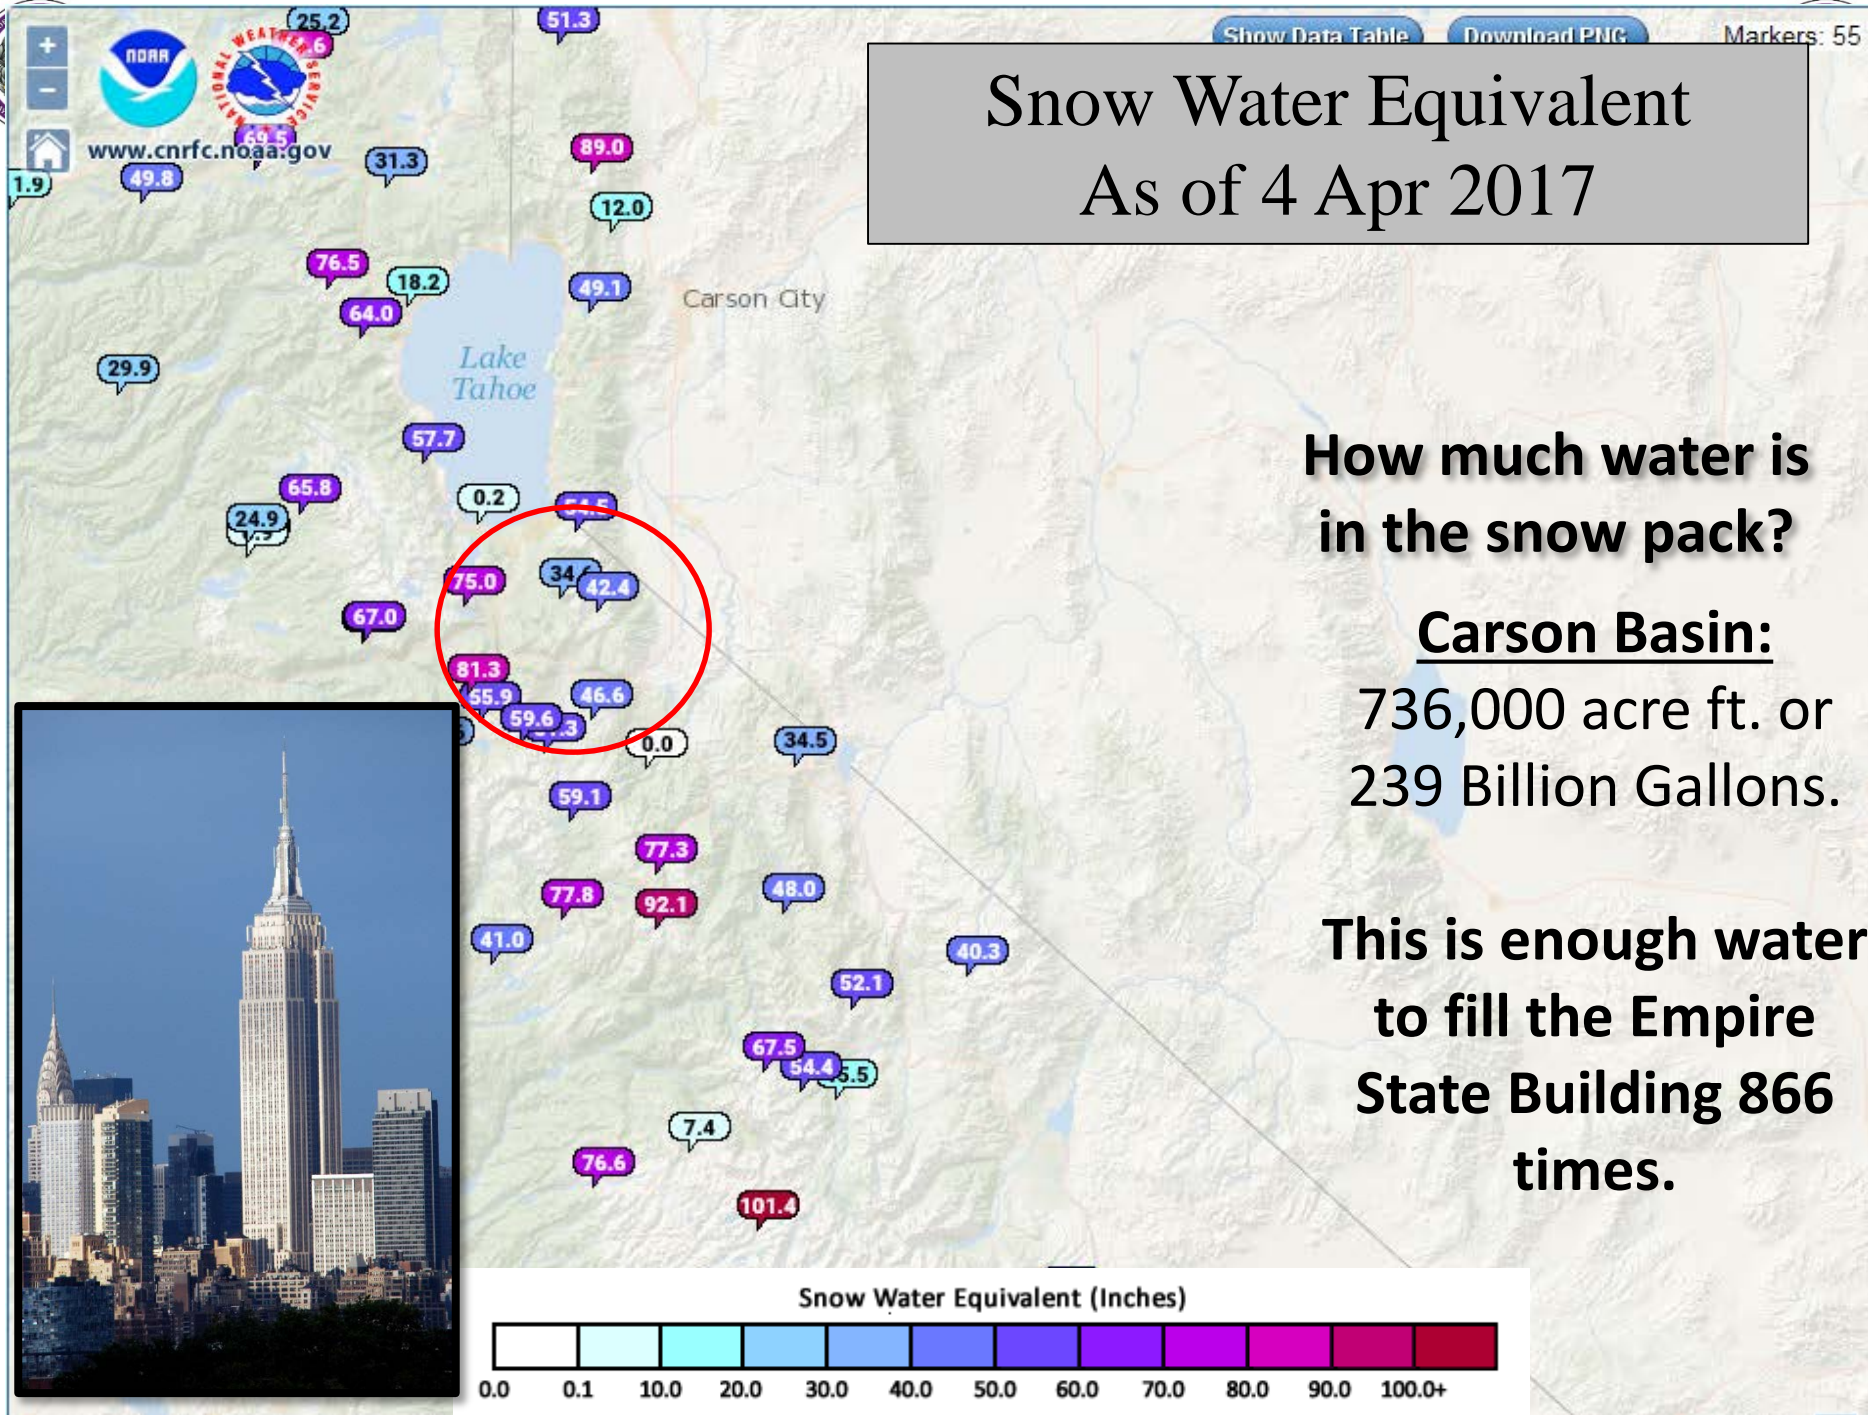 25.2
51.3
Show Data Table
Download PNG
Markers: 55
NOAA
NATIONAL WEATHER SERVICE
Snow Water Equivalent
As of 4 Apr 2017
69.5
www.cnrfc.noaa.gov
31.3
89.0
1.9
49.8
12.0
76.5
18.2
49.1
Carson City
64.0
Lake
Tahoe
29.9
57.7
How much water is
in the snow pack?
65.8
0.2
54.5
24.9
75.0
42.4
67.0
Carson Basin:
736,000 acre ft. or
239 Billion Gallons.
81.3
46.6
59.6
0.0
34.5
59.1
77.3
77.8
92.1
48.0
41.0
40.3
52.1
This is enough water
to fill the Empire
State Building 866
times.
67.5
54.4
7.4
76.6
101.4
Snow Water Equivalent (Inches)
0.0 0.1 10.0 20.0 30.0 40.0 50.0 60.0 70.0 80.0 90.0 100.0+